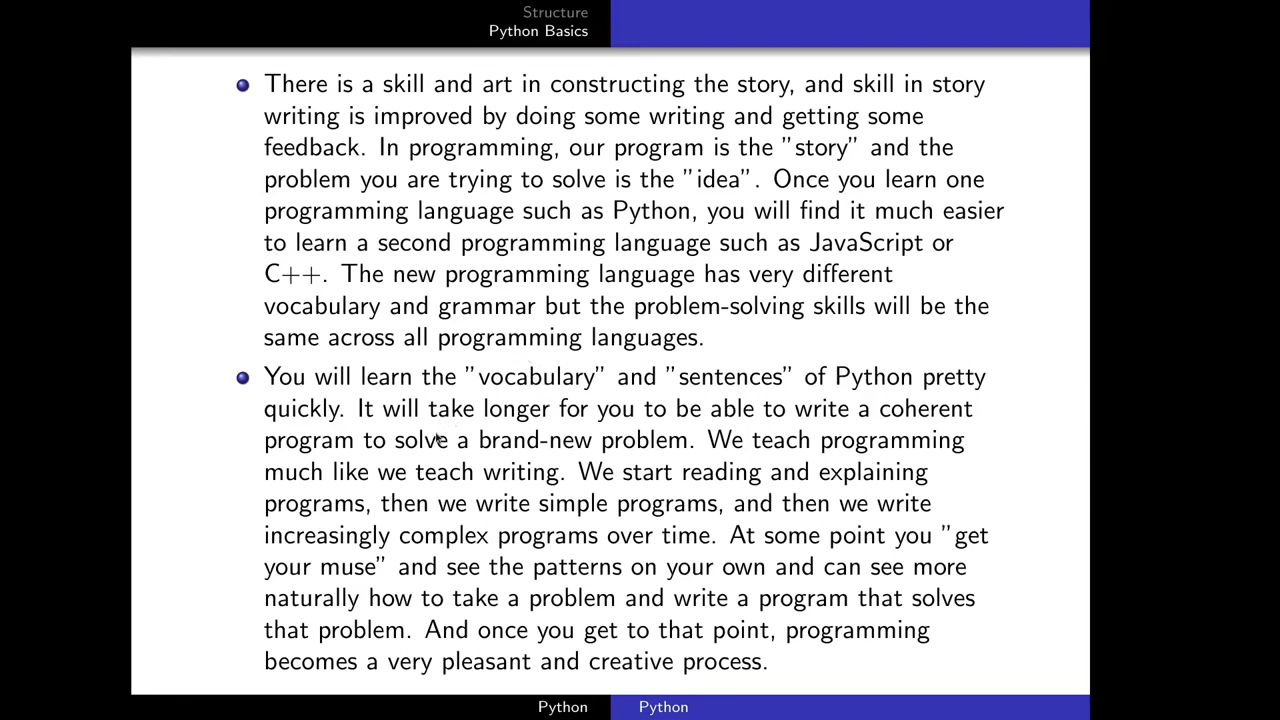 Structure
Python Basics
There is a skill and art in constructing the story, and skill in story
writing is improved by doing some writing and getting some
feedback. In programming, our program is the ”story” and the
problem you are trying to solve is the ”idea”. Once you learn one
programming language such as Python, you will find it much easier
to learn a second programming language such as JavaScript or
C++. The new programming language has very different
vocabulary and grammar but the problem-solving skills will be the
same across all programming languages.
You will learn the ”vocabulary” and ”sentences” of Python pretty
quickly. It will take longer for you to be able to write a coherent
program to solve a brand-new problem. We teach programming
much like we teach writing. We start reading and explaining
programs, then we write simple programs, and then we write
increasingly complex programs over time. At some point you ”get
your muse” and see the patterns on your own and can see more
naturally how to take a problem and write a program that solves
that problem. And once you get to that point, programming
becomes a very pleasant and creative process.
Python
Python